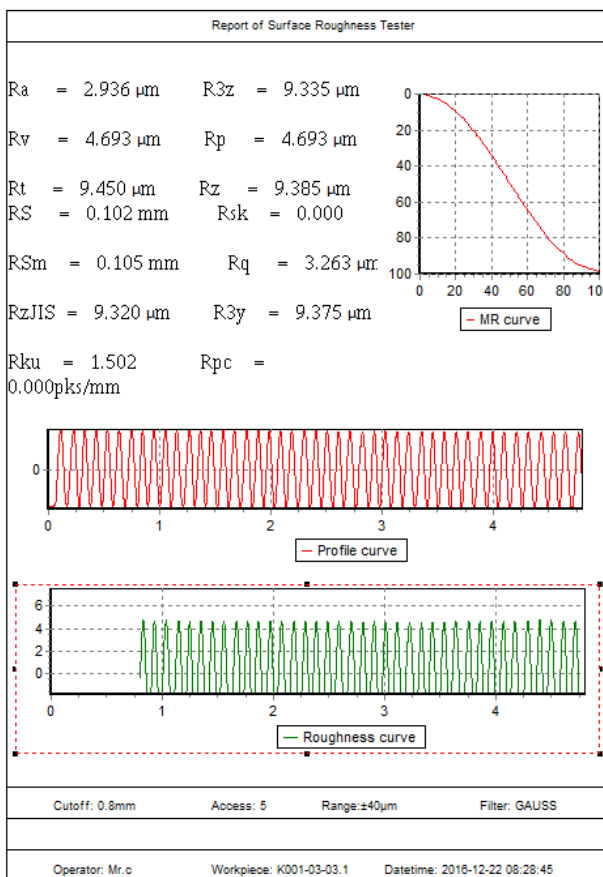 Report of Surface Roughness Tester
Ra = 2.936 µm R3z = 9.335 µm
Rv = 4.693 µm Rp = 4.693 µm
Rt = 9.450 µm Rz = 9.385 µm
RS = 0.102 mm Rsk = 0.000
RSm = 0.105 mm Rq = 3.263 µm
RzJIS = 9.320 µm R3y = 9.375 µm
Rku = 1.502 Rpc =
0.000pks/mm
0
20
40
60
80
100
0 20 40 60 80 100
MR curve
0
0 1 2 3 4
Profile curve
6
4
2
0
0 1 2 3 4
Roughness curve
Cutoff: 0.8mm Access: 5 Range:±40µm Filter: GAUSS
Operator: Mr.c Workpiece: K001-03-03.1 Datetime: 2016-12-22 08:28:45